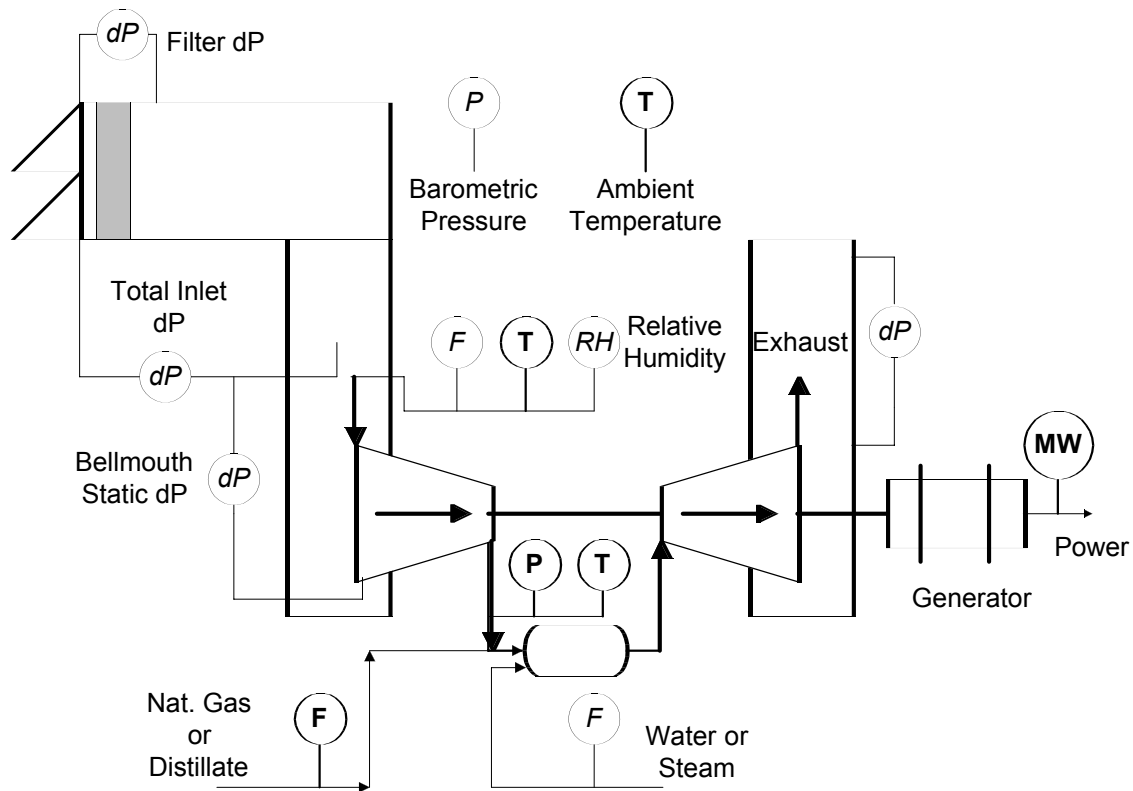 dP
Filter dP
P
T
Barometric
Pressure
Ambient
Temperature
Total Inlet
dP
dP
F
T
RH
Relative
Humidity
Exhaust
dP
Bellmouth
Static dP
dP
MW
Power
P
T
Generator
Nat. Gas
or
Distillate
F
F
Water or
Steam